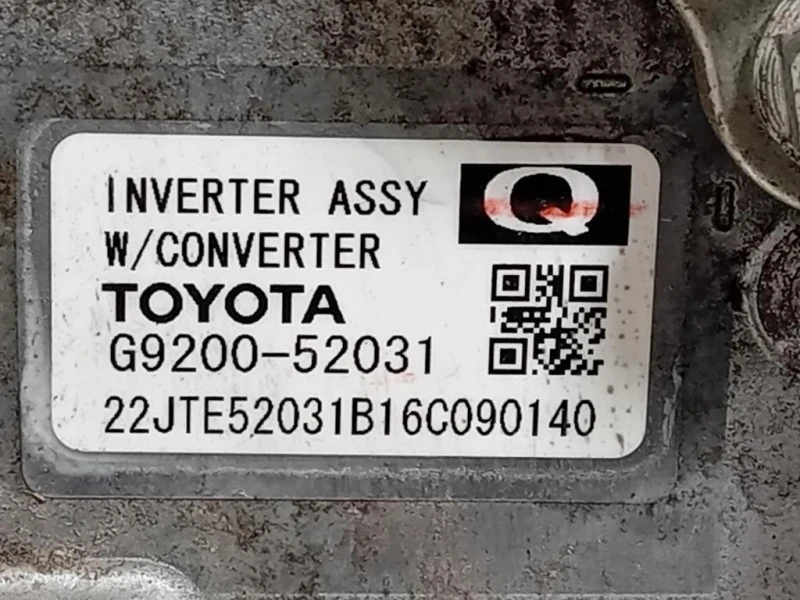 INVERTER ASSY
Q
W/CONVERTER
TOYOTA
G9200-52031
22JTE52031B16C090140